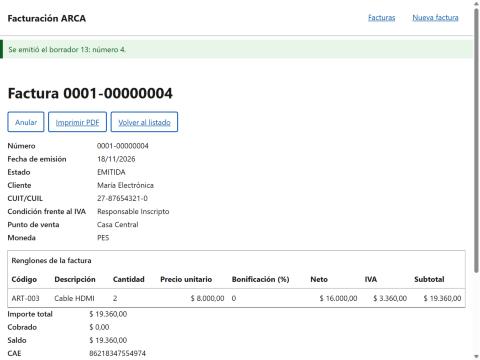 Facturación ARCA
Facturas
Nueva factura
Se emitió el borrador 13: número 4.
Factura 0001-00000004
Anular
Imprimir PDF
Volver al listado
Número 0001-00000004
Fecha de emisión 18/11/2026
Estado EMITIDA
Cliente María Electrónica
CUIT/CUIL 27-87654321-0
Condición frente al IVA Responsable Inscripto
Punto de venta Casa Central
Moneda PES
Renglones de la factura
Código Descripción Cantidad Precio unitario Bonificación (%) Neto IVA Subtotal
ART-003 Cable HDMI 2 $ 8.000,00 0 $ 16.000,00 $ 3.360,00 $ 19.360,00
Importe total $ 19.360,00
Cobrado $ 0,00
Saldo $ 19.360,00
CAE 86218347554974